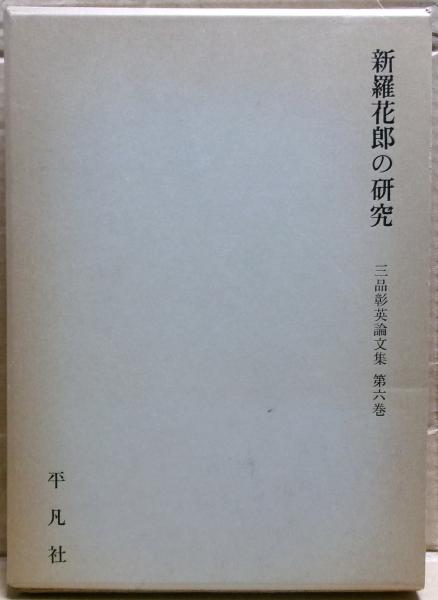 新羅花郎の研究
三品彰英論文集 第六巻
平凡社